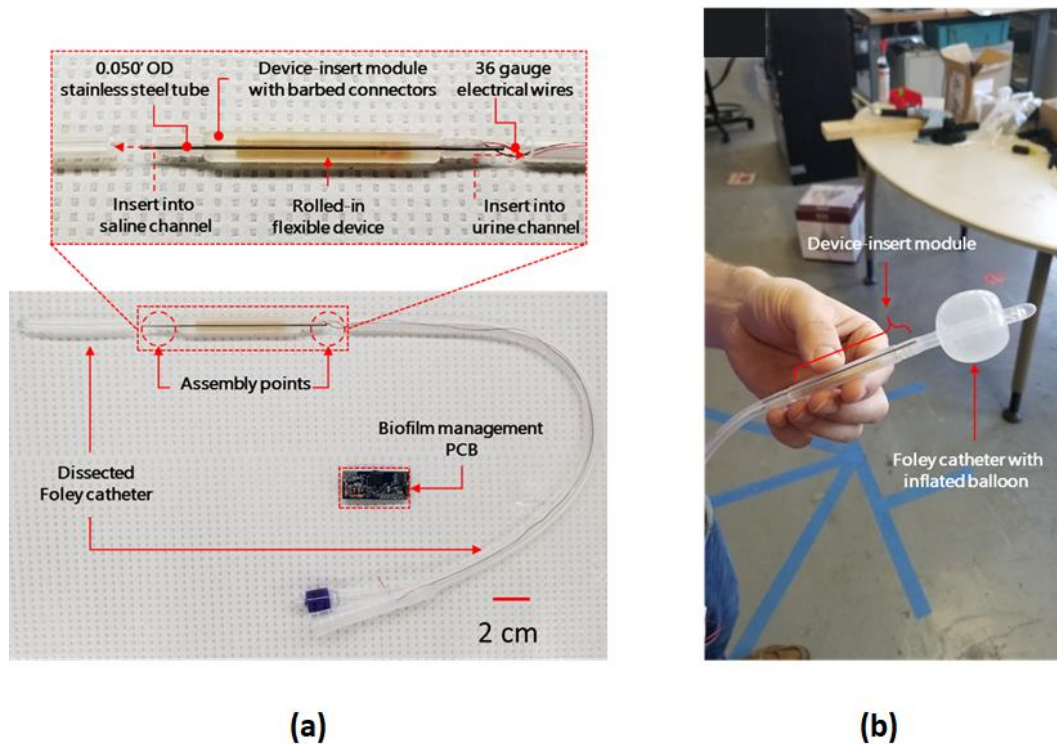 0.050' OD
stainless steel tube
Device-insert module
with barbed connectors
36 gauge
electrical wires
Insert into
saline channel
Rolled-in
flexible device
Insert into
urine channel
Assembly points
Biofilm management
PCB
Dissected
Foley catheter
2 cm
(a)
Device-insert module
Foley catheter with
inflated balloon
(b)